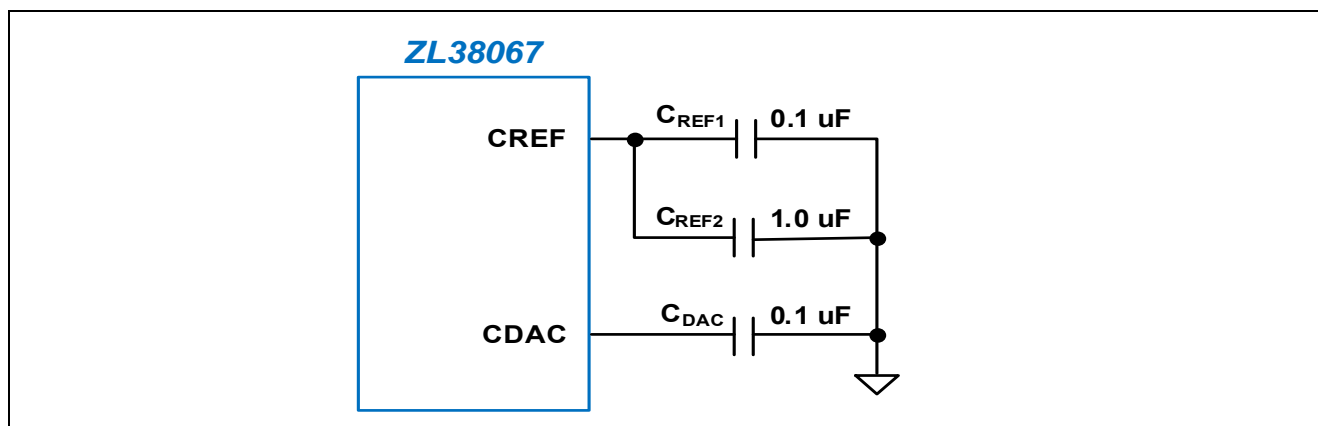 ZL38067
CREF
CREF1 0.1 uF
CREF2 1.0 uF
CDAC
CDAC 0.1 uF